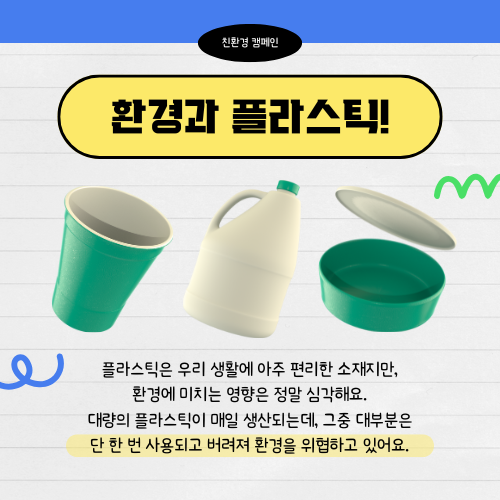 친환경 캠페인
환경과 플라스틱!
플라스틱은 우리 생활에 아주 편리한 소재지만,
환경에 미치는 영향은 정말 심각해요.
대량의 플라스틱이 매일 생산되는데, 그중 대부분은
단 한 번 사용되고 버려져 환경을 위협하고 있어요.